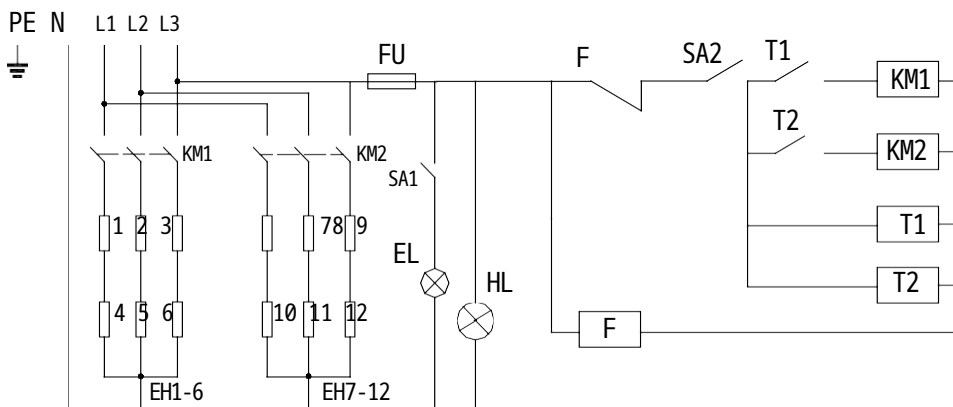 PE N L1 L2 L3
FU F SA2 T1 KM1
T2 KM2
KM1 KM2 SA1
1 2 3 78 9 T1
EL HL T2
4 5 6 10 11 12 F
EH1-6 EH7-12